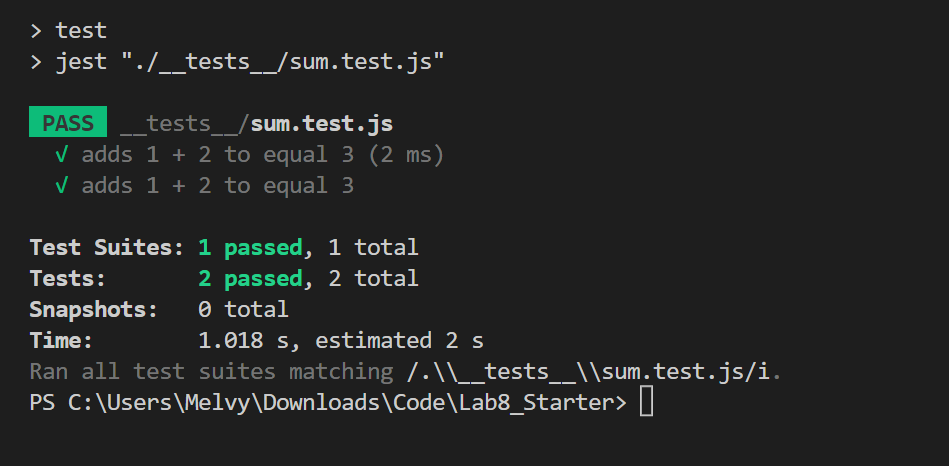 > test
> jest "./__tests__/sum.test.js"
PASS __tests__/sum.test.js
√ adds 1 + 2 to equal 3 (2 ms)
√ adds 1 + 2 to equal 3
Test Suites: 1 passed, 1 total
Tests:       2 passed, 2 total
Snapshots:   0 total
Time:        1.018 s, estimated 2 s
Ran all test suites matching /.\\__tests__\\sum.test.js/i.
PS C:\Users\Melvy\Downloads\Code\Lab8_Starter>